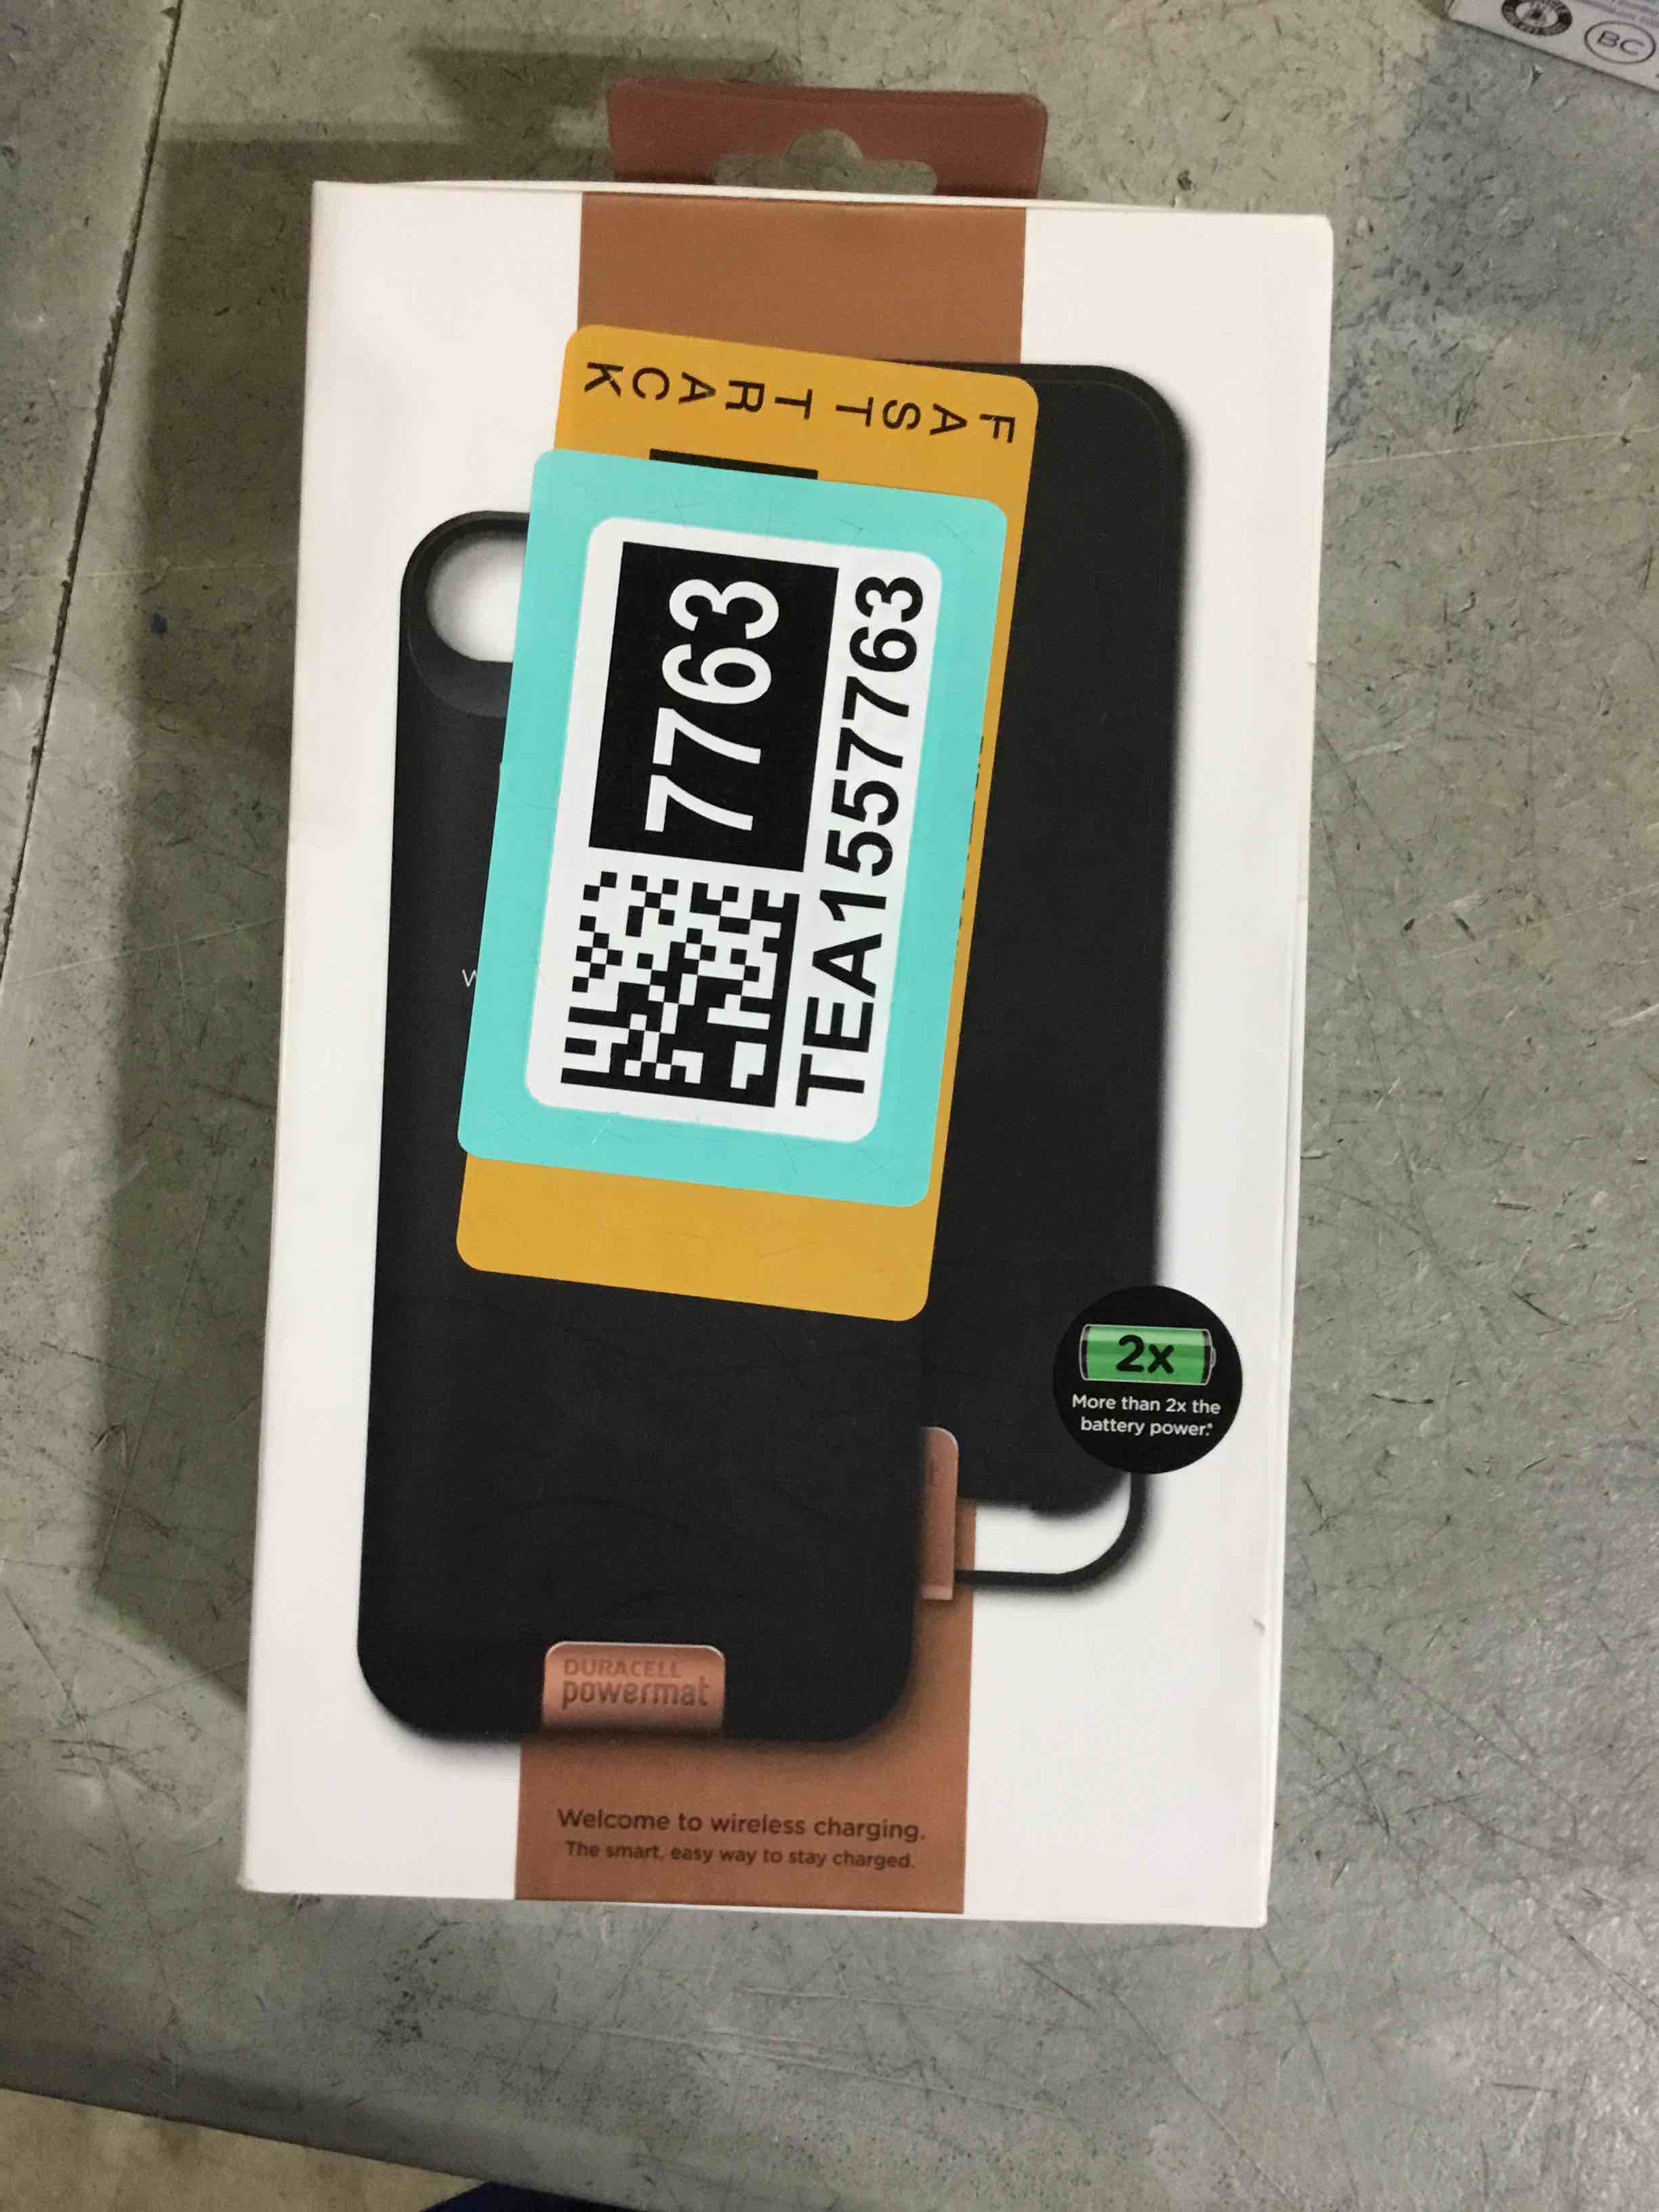 BC
FAST TRACK
7763
TEA1557763
W
2x
More than 2x the
battery power.*
DURACELL
powermat
Welcome to wireless charging.
The smart, easy way to stay charged.